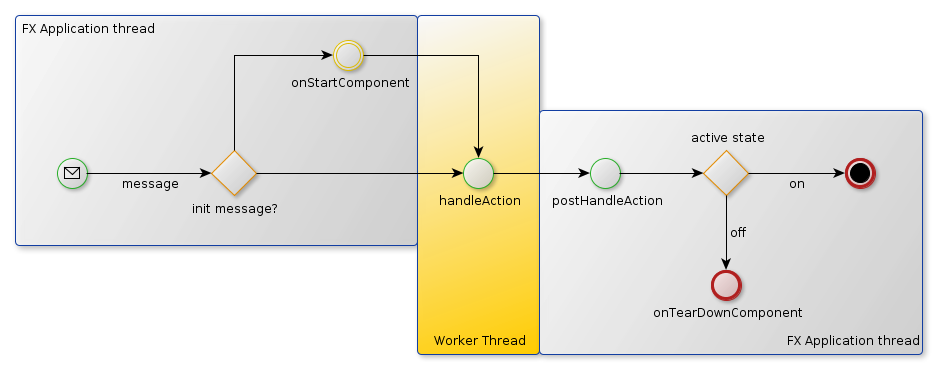 FX Application thread
onStartComponent
message
init message?
handleAction
Worker Thread
active state
postHandleAction
on
off
onTearDownComponent
FX Application thread